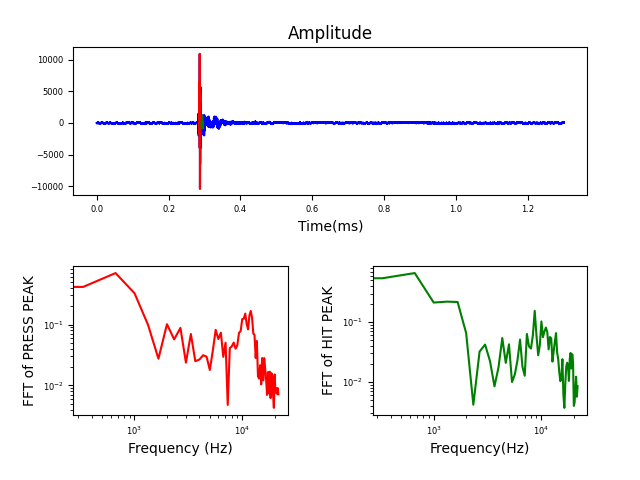 Amplitude
10000
5000
0
−5000
−10000
0.0 0.2 0.4 0.6 0.8 1.0 1.2
Time(ms)
FFT of PRESS PEAK
10⁻¹
10⁻²
10³ 10⁴
Frequency (Hz)
FFT of HIT PEAK
10⁻¹
10⁻²
10³ 10⁴
Frequency(Hz)